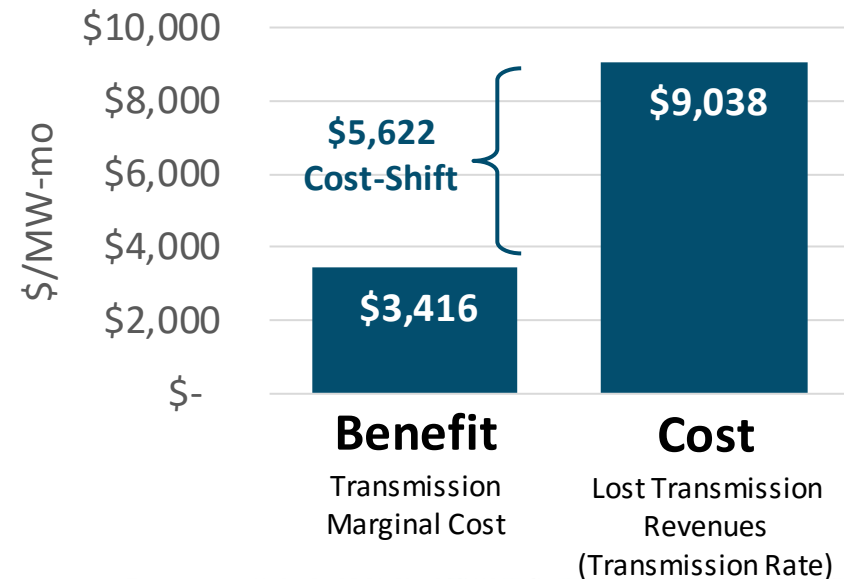 $/MW-mo
$10,000
$8,000
$6,000
$4,000
$2,000
$-
$5,622
Cost-Shift
$3,416
$9,038
Benefit
Transmission
Marginal Cost
Cost
Lost Transmission
Revenues
(Transmission Rate)